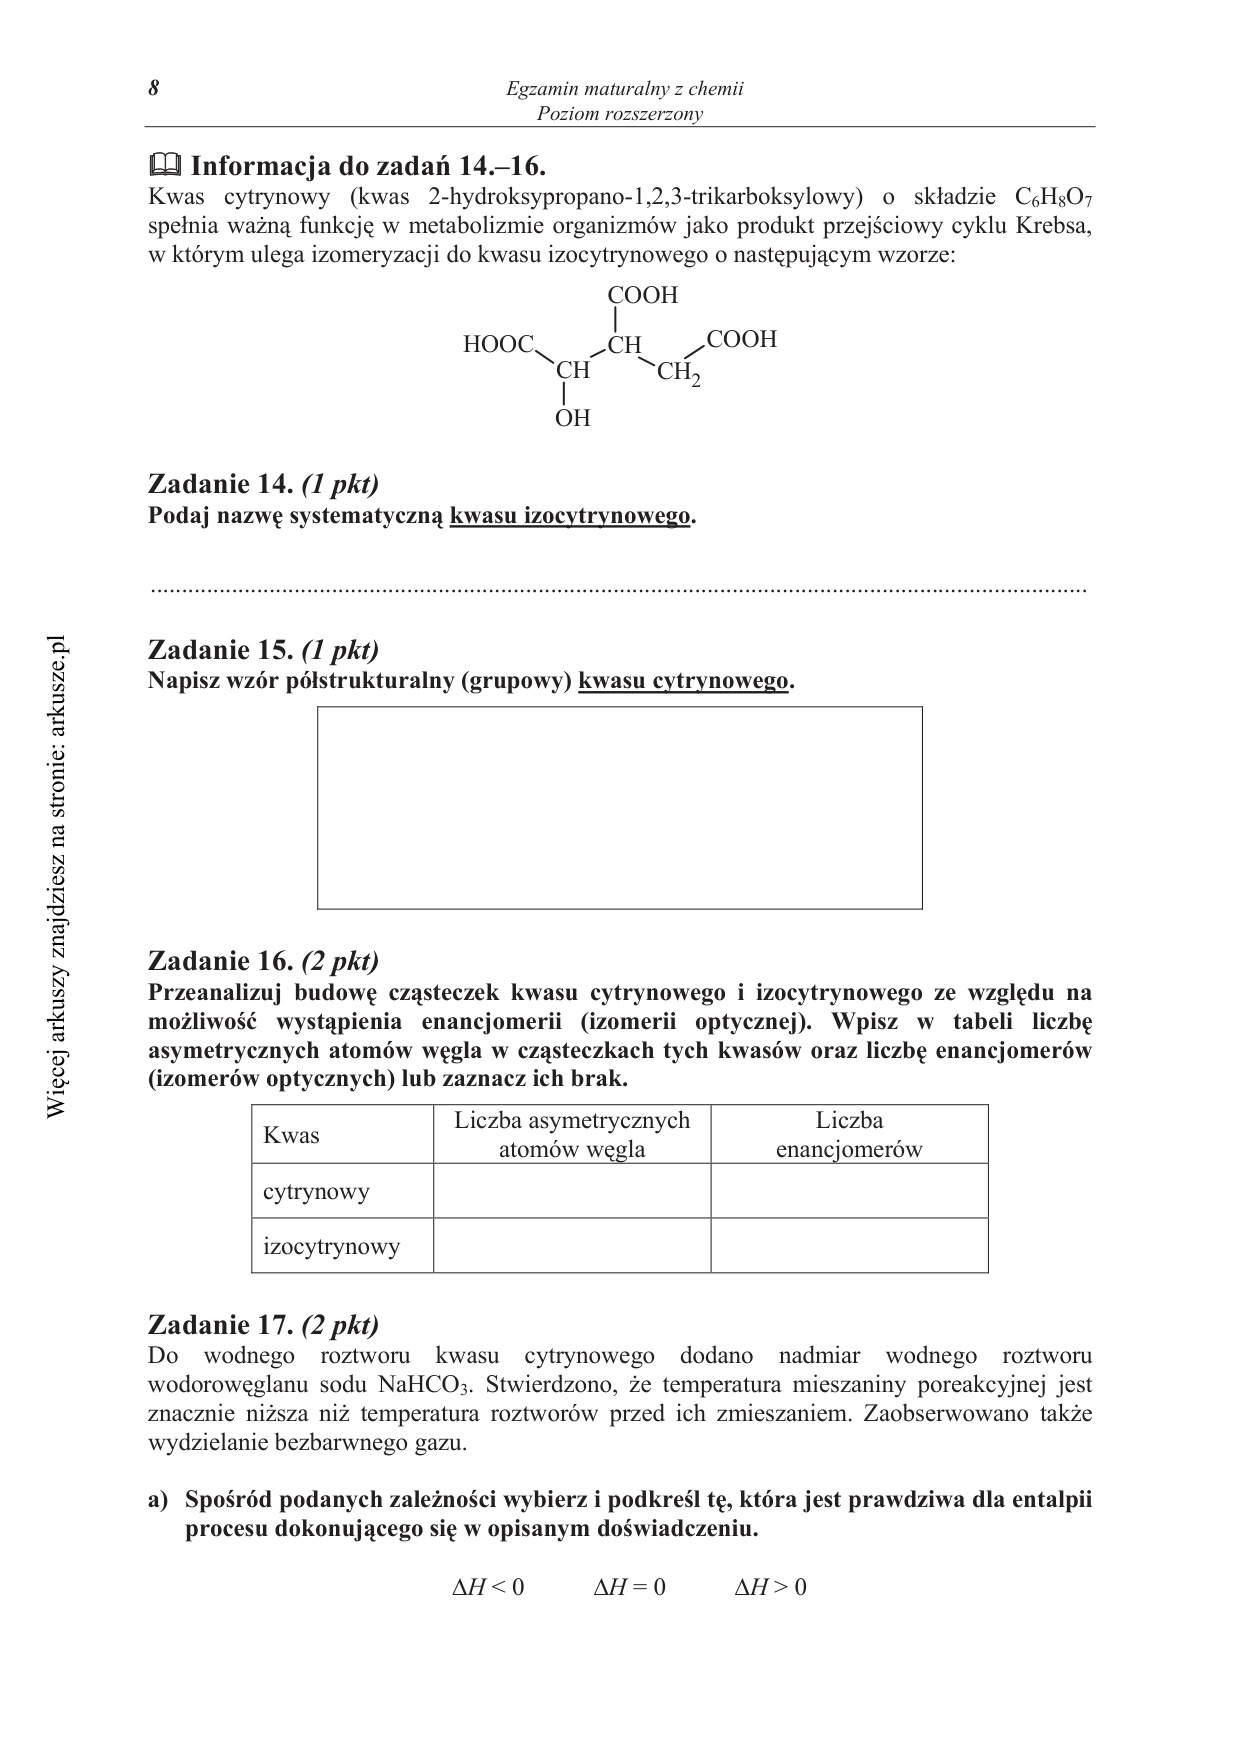 8
Egzamin maturalny z chemii
Poziom rozszerzony
Informacja do zadań 14.–16.
Kwas cytrynowy (kwas 2-hydroksypropano-1,2,3-trikarboksylowy) o składzie C₆H₈O₇
spełnia ważną funkcję w metabolizmie organizmów jako produkt przejściowy cyklu Krebsa,
w którym ulega izomeryzacji do kwasu izocytrynowego o następującym wzorze:
COOH
HOOC CH COOH
CH CH₂
OH
Zadanie 14. (1 pkt)
Podaj nazwę systematyczną kwasu izocytrynowego.
......................................................................................................................................................
Zadanie 15. (1 pkt)
Napisz wzór półstrukturalny (grupowy) kwasu cytrynowego.
Zadanie 16. (2 pkt)
Przeanalizuj budowę cząsteczek kwasu cytrynowego i izocytrynowego ze względu na
możliwość wystąpienia enancjomerii (izomerii optycznej). Wpisz w tabeli liczbę
asymetrycznych atomów węgla w cząsteczkach tych kwasów oraz liczbę enancjomerów
(izomerów optycznych) lub zaznacz ich brak.
Kwas
Liczba asymetrycznych
atomów węgla
Liczba
enancjomerów
cytrynowy
izocytrynowy
Zadanie 17. (2 pkt)
Do wodnego roztworu kwasu cytrynowego dodano nadmiar wodnego roztworu
wodorowęglanu sodu NaHCO₃. Stwierdzono, że temperatura mieszaniny poreakcyjnej jest
znacznie niższa niż temperatura roztworów przed ich zmieszaniem. Zaobserwowano także
wydzielanie bezbarwnego gazu.
a) Spośród podanych zależności wybierz i podkreśl tę, która jest prawdziwa dla entalpii
procesu dokonującego się w opisanym doświadczeniu.
ΔH < 0 ΔH = 0 ΔH > 0
Więcej arkuszy znajdziesz na stronie: arkusze.pl